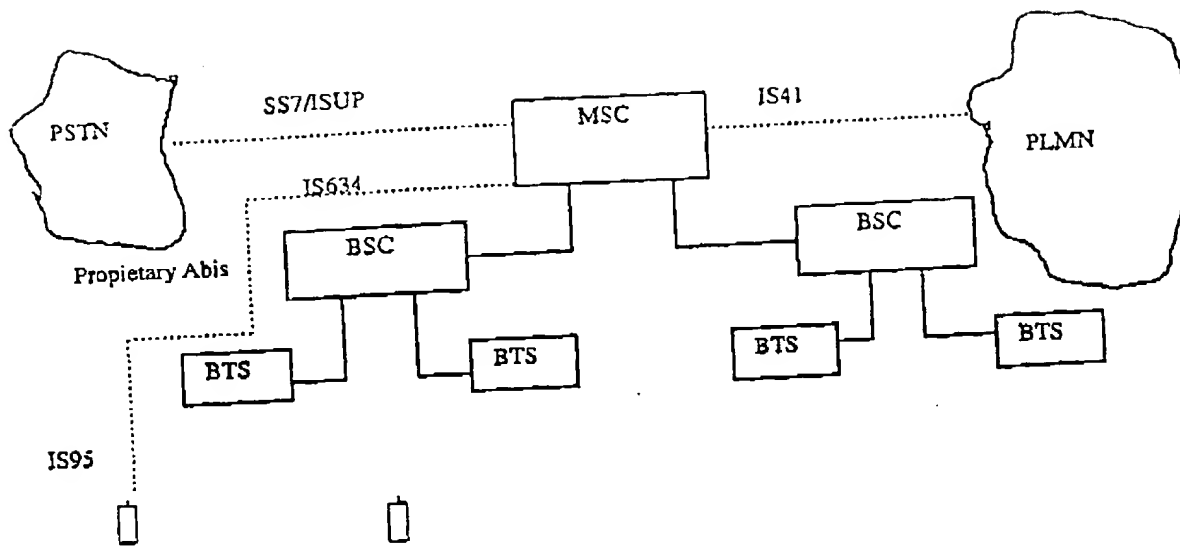 SS7/ISUP
IS41
PSTN
MSC
PLMN
IS634
BSC
BSC
Propietary Abis
BTS
BTS
BTS
BTS
IS95